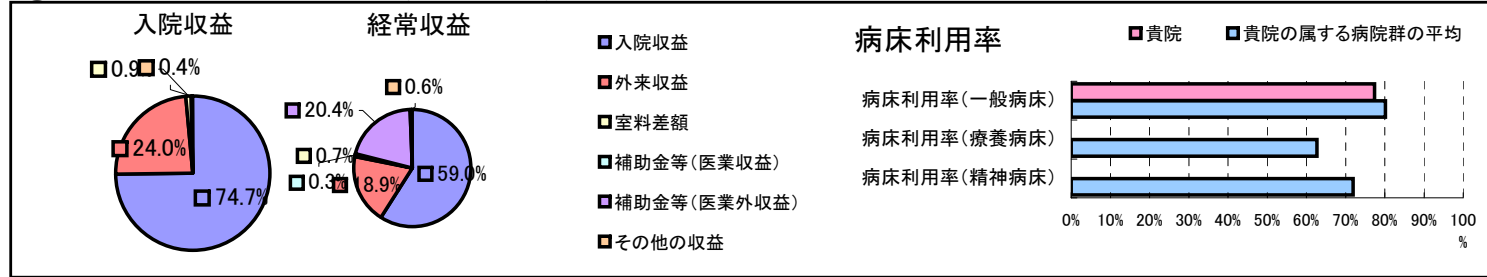 入院収益
0.9%
0.4%
24.0%
74.7%
経常収益
0.6%
20.4%
0.7%
0.3%
18.9%
59.0%
入院収益
外来収益
室料差額
補助金等(医業収益)
補助金等(医業外収益)
その他の収益
病床利用率
貴院
貴院の属する病院群の平均
病床利用率(一般病床)
病床利用率(療養病床)
病床利用率(精神病床)
0% 10% 20% 30% 40% 50% 60% 70% 80% 90% 100
%